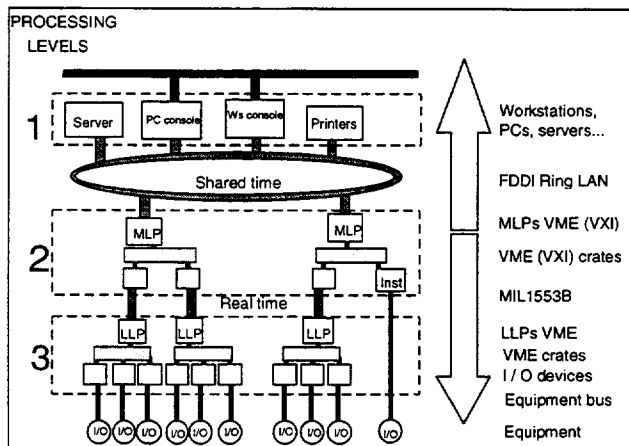 PROCESSING
LEVELS
1
Server
PC console
Ws console
Printers
Workstations,
PCs, servers...
Shared time
FDDI Ring LAN
MLP
MLP
MLPs VME (VXI)
2
VME (VXI) crates
Inst
MIL1553B
Real time
LLP
LLP
LLP
LLPs VME
3
VME crates
I / O devices
Equipment bus
I/O
I/O
I/O
I/O
I/O
I/O
I/O
I/O
I/O
I/O
Equipment